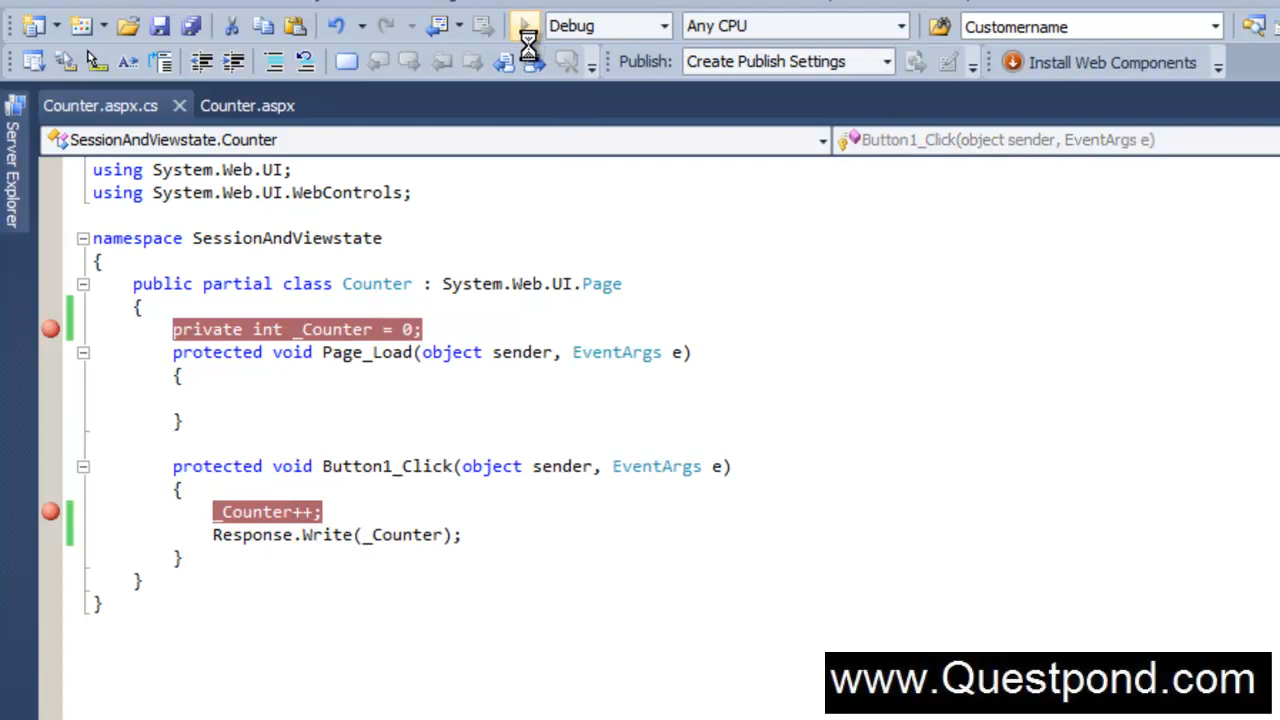 Debug Any CPU Customername
Publish: Create Publish Settings Install Web Components
Counter.aspx.cs Counter.aspx
SessionAndViewstate.Counter Button1_Click(object sender, EventArgs e)
Server Explorer
using System.Web.UI;
using System.Web.UI.WebControls;
namespace SessionAndViewstate
{
public partial class Counter : System.Web.UI.Page
{
private int _Counter = 0;
protected void Page_Load(object sender, EventArgs e)
{
}
protected void Button1_Click(object sender, EventArgs e)
{
_Counter++;
Response.Write(_Counter);
}
}
}
www.Questpond.com